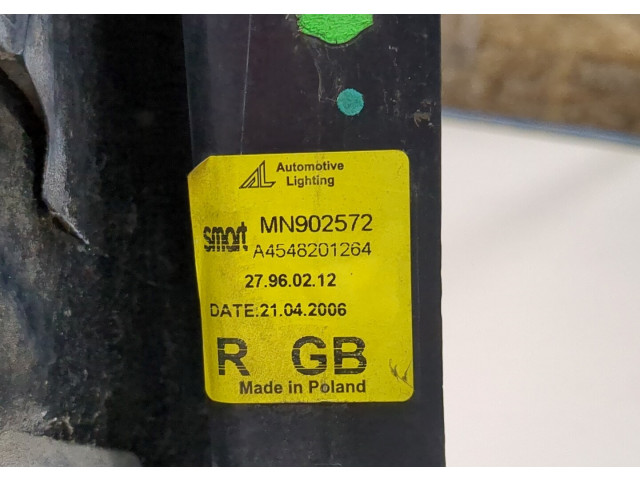 AL Automotive
Lighting
smart MN902572
A4548201264
27.96.02.12
DATE:21.04.2006
R GB
Made in Poland